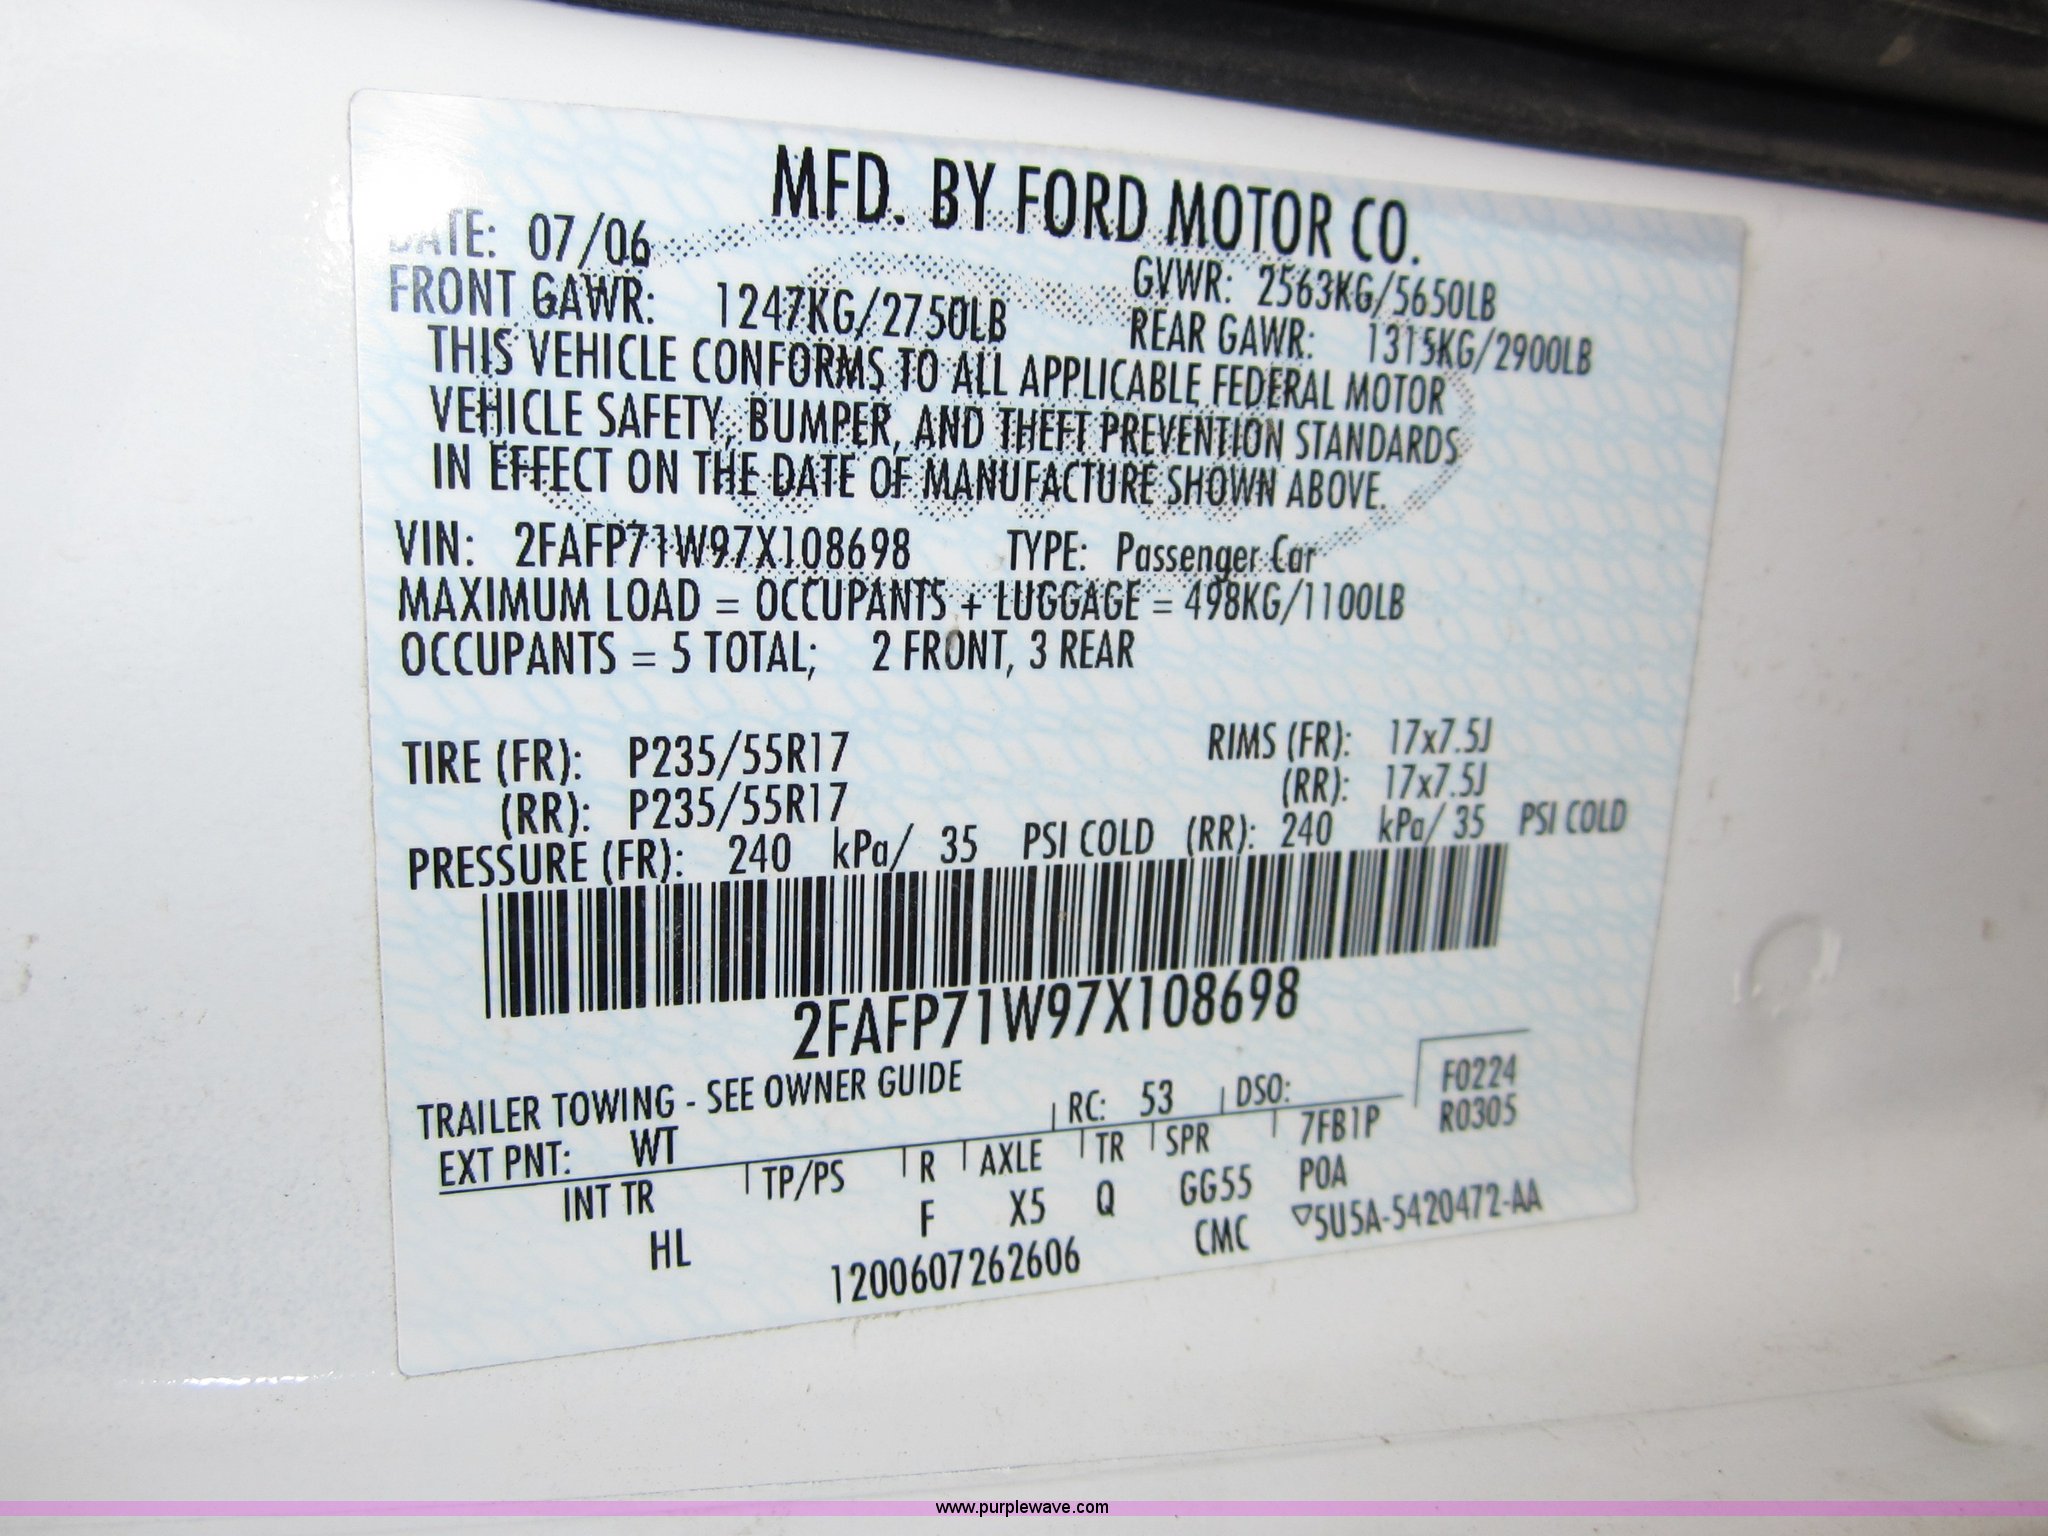 MFD. BY FORD MOTOR CO.
DATE: 07/06 GVWR: 2563KG/5650LB
FRONT GAWR: 1247KG/2750LB REAR GAWR: 1315KG/2900LB
THIS VEHICLE CONFORMS TO ALL APPLICABLE FEDERAL MOTOR
VEHICLE SAFETY, BUMPER, AND THEFT PREVENTION STANDARDS
IN EFFECT ON THE DATE OF MANUFACTURE SHOWN ABOVE.
VIN: 2FAFP71W97X108698 TYPE: Passenger Car
MAXIMUM LOAD = OCCUPANTS + LUGGAGE = 498KG/1100LB
OCCUPANTS = 5 TOTAL; 2 FRONT, 3 REAR
TIRE (FR): P235/55R17 RIMS (FR): 17x7.5J
(RR): P235/55R17 (RR): 17x7.5J
PRESSURE (FR): 240 kPa/ 35 PSI COLD (RR): 240 kPa/ 35 PSI COLD
2FAFP71W97X108698
TRAILER TOWING - SEE OWNER GUIDE F0224
EXT PNT: WT RC: 53 DSO: R0305
INT TR TP/PS R AXLE TR SPR 7FB1P
HL F X5 Q GG55 POA
1200607262606 CMC ▽5U5A-5420472-AA
www.purplewave.com